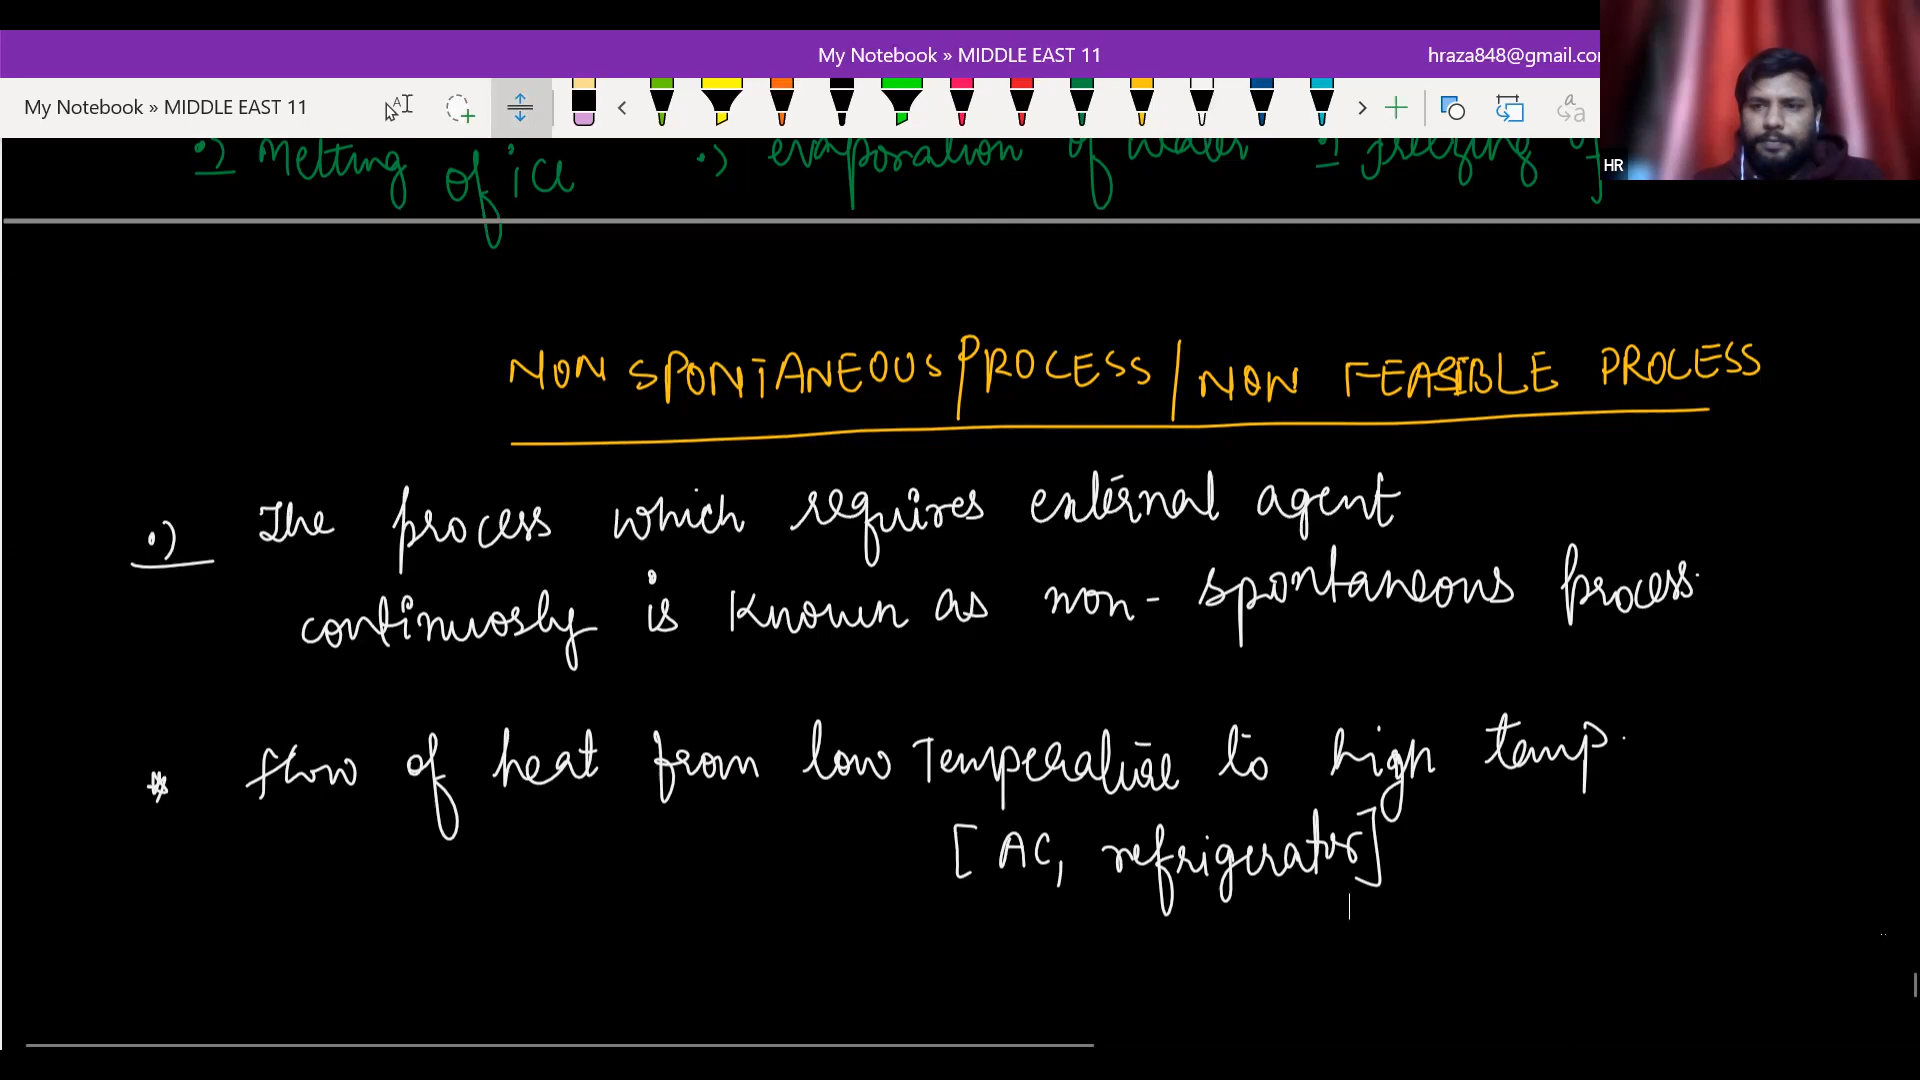 My Notebook » MIDDLE EAST 11
hraza848@gmail.co
My Notebook » MIDDLE EAST 11
HR
•) Melting of ice •) evaporation of water •) freezing of
NON SPONTANEOUS PROCESS / NON FEASIBLE PROCESS
•) The process which requires external agent
continuosly is known as non-spontaneous process.
* flow of heat from low Temperature to high temp.
[AC, refrigerator]